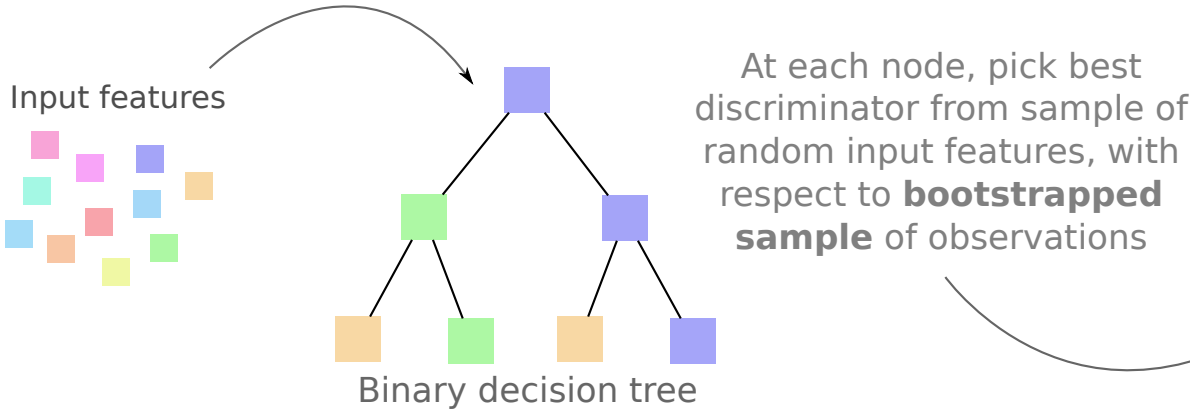 Input features
At each node, pick best
discriminator from sample of
random input features, with
respect to bootstrapped
sample of observations
Binary decision tree